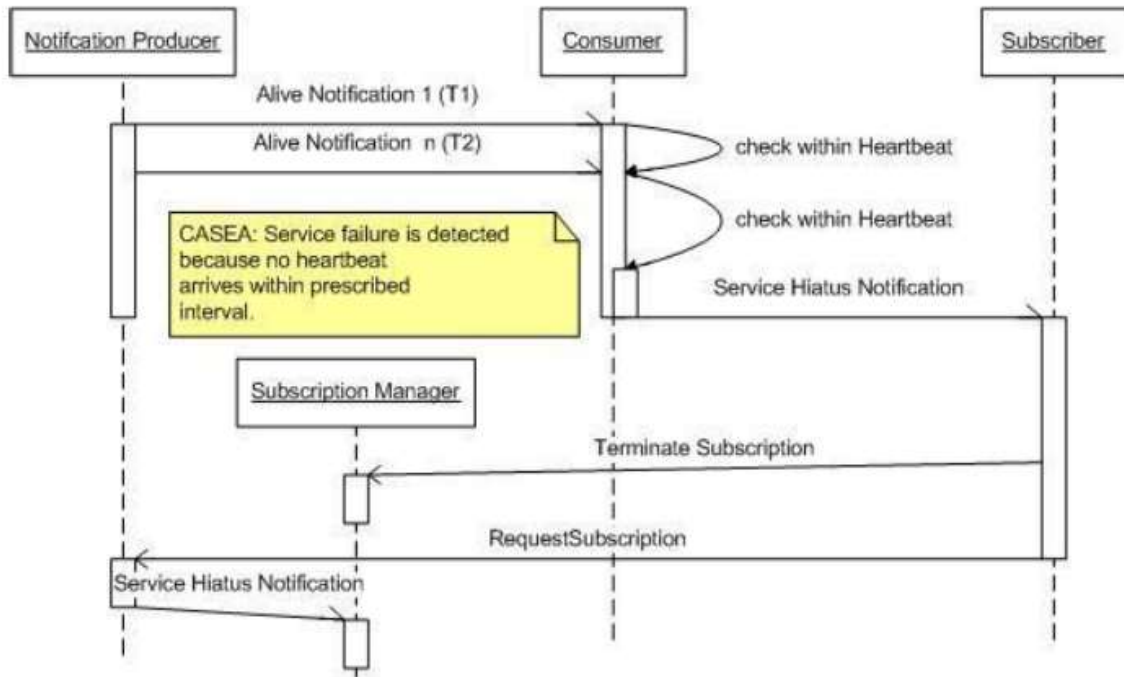 Notifcation Producer
Consumer
Subscriber
Alive Notification 1 (T1)
Alive Notification n (T2)
check within Heartbeat
check within Heartbeat
CASEA: Service failure is detected
because no heartbeat
arrives within prescribed
interval.
Service Hiatus Notification
Subscription Manager
Terminate Subscription
RequestSubscription
Service Hiatus Notification